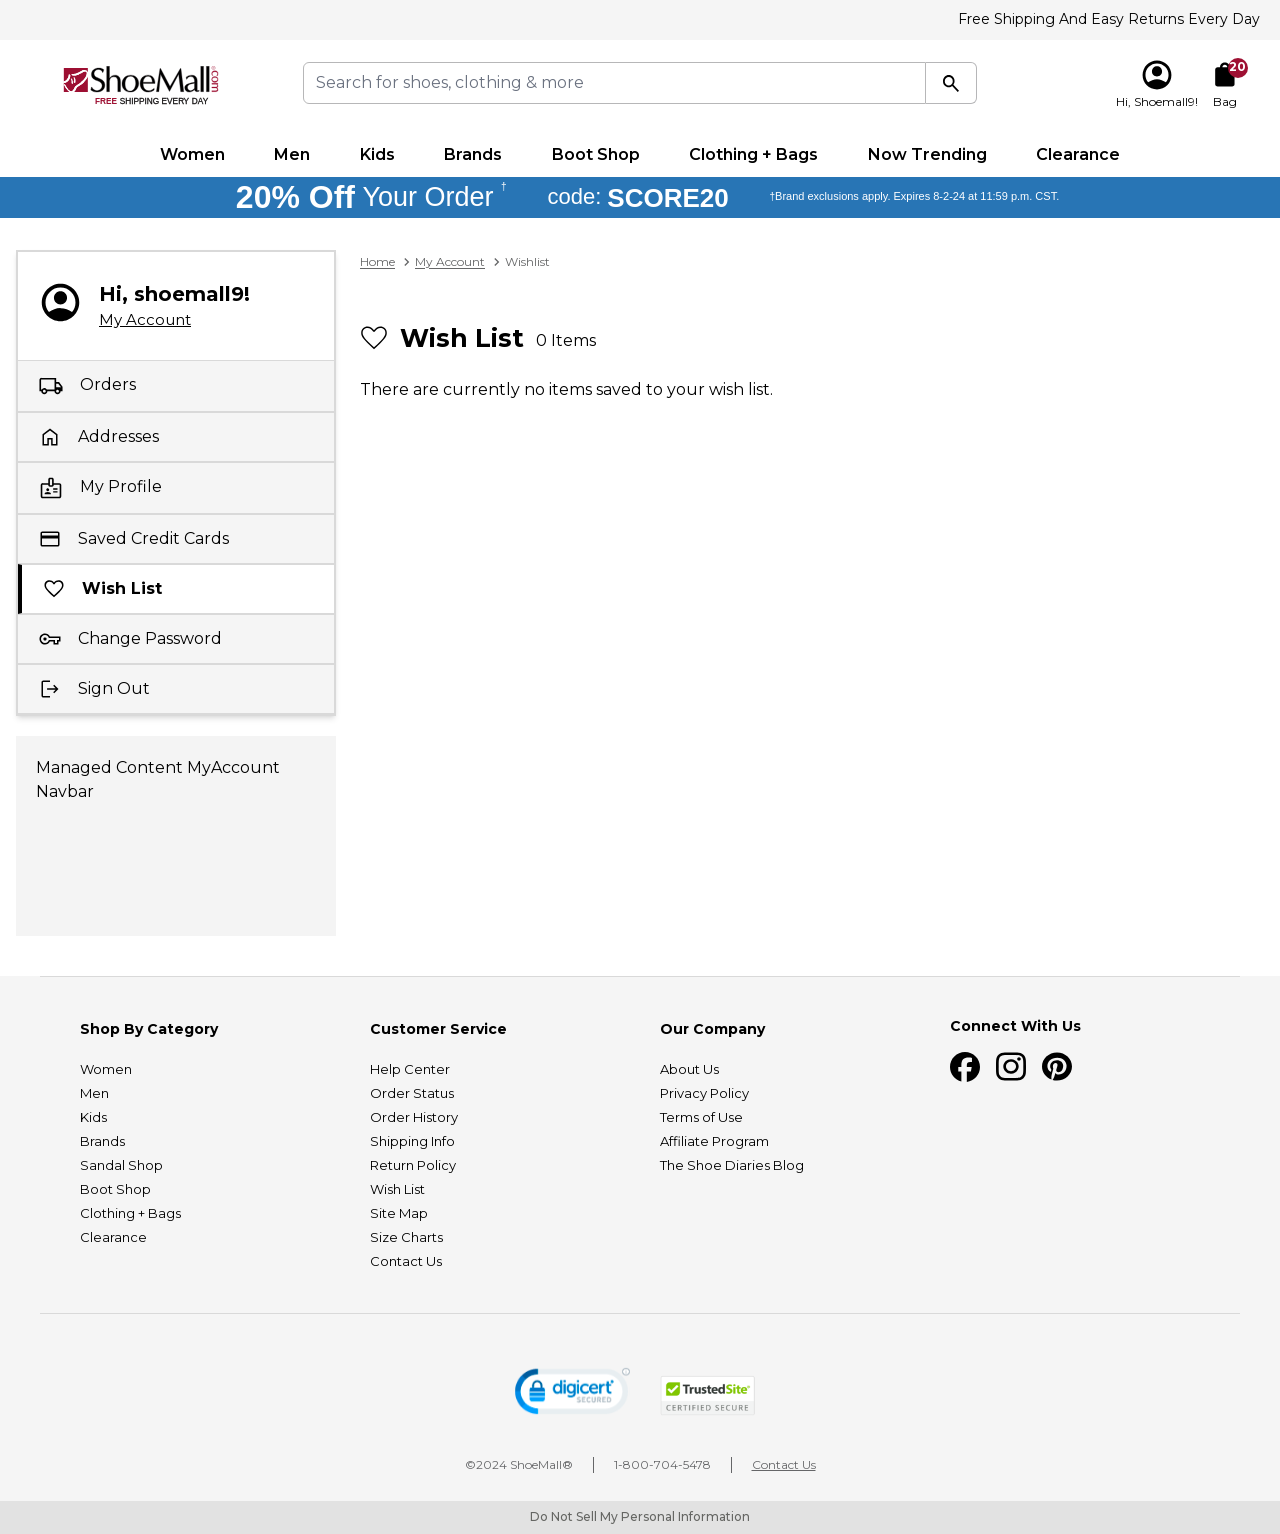 Free Shipping And Easy Returns Every Day
ShoeMall.com
FREE SHIPPING EVERY DAY
Search for shoes, clothing & more
Hi, Shoemall9!
20
Bag
Women Men Kids Brands Boot Shop Clothing + Bags Now Trending Clearance
20% Off Your Order † code: SCORE20 †Brand exclusions apply. Expires 8-2-24 at 11:59 p.m. CST.
Home > My Account > Wishlist
Hi, shoemall9!
My Account
Orders
Addresses
My Profile
Saved Credit Cards
Wish List
Change Password
Sign Out
Managed Content MyAccount
Navbar
Wish List 0 Items
There are currently no items saved to your wish list.
Shop By Category
Women
Men
Kids
Brands
Sandal Shop
Boot Shop
Clothing + Bags
Clearance
Customer Service
Help Center
Order Status
Order History
Shipping Info
Return Policy
Wish List
Site Map
Size Charts
Contact Us
Our Company
About Us
Privacy Policy
Terms of Use
Affiliate Program
The Shoe Diaries Blog
Connect With Us
digicert
SECURED
TrustedSite
CERTIFIED SECURE
©2024 ShoeMall® | 1-800-704-5478 | Contact Us
Do Not Sell My Personal Information